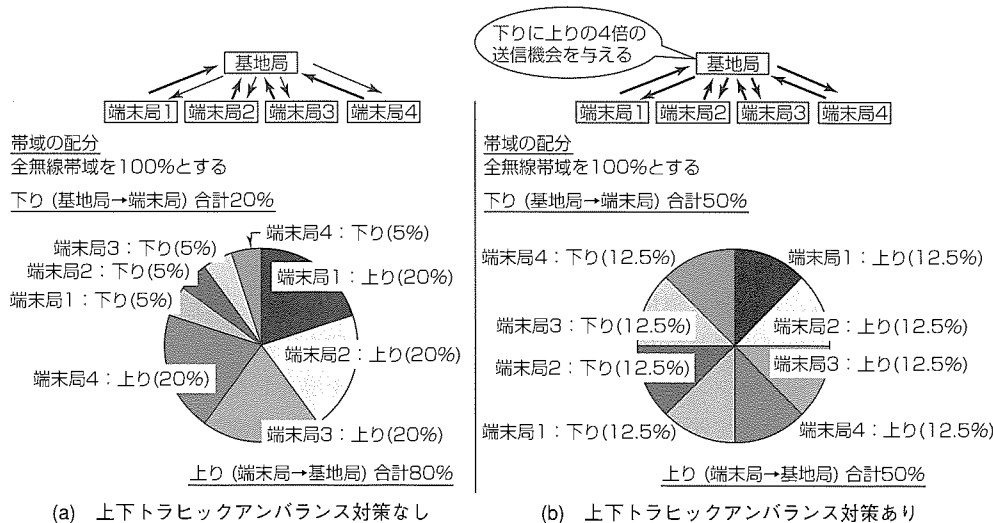 基地局
端末局1
端末局2
端末局3
端末局4
帯域の配分
全無線帯域を100%とする
下り (基地局→端末局) 合計20%
端末局4：下り(5%)
端末局3：下り(5%)
端末局2：下り(5%)
端末局1：下り(5%)
端末局1：上り(20%)
端末局2：上り(20%)
端末局4：上り(20%)
端末局3：上り(20%)
上り (端末局→基地局) 合計80%
(a) 上下トラヒックアンバランス対策なし
下りに上りの4倍の
送信機会を与える
基地局
端末局1
端末局2
端末局3
端末局4
帯域の配分
全無線帯域を100%とする
下り (基地局→端末局) 合計50%
端末局4：下り(12.5%)
端末局1：上り(12.5%)
端末局3：下り(12.5%)
端末局2：上り(12.5%)
端末局2：下り(12.5%)
端末局3：上り(12.5%)
端末局1：下り(12.5%)
端末局4：上り(12.5%)
上り (端末局→基地局) 合計50%
(b) 上下トラヒックアンバランス対策あり